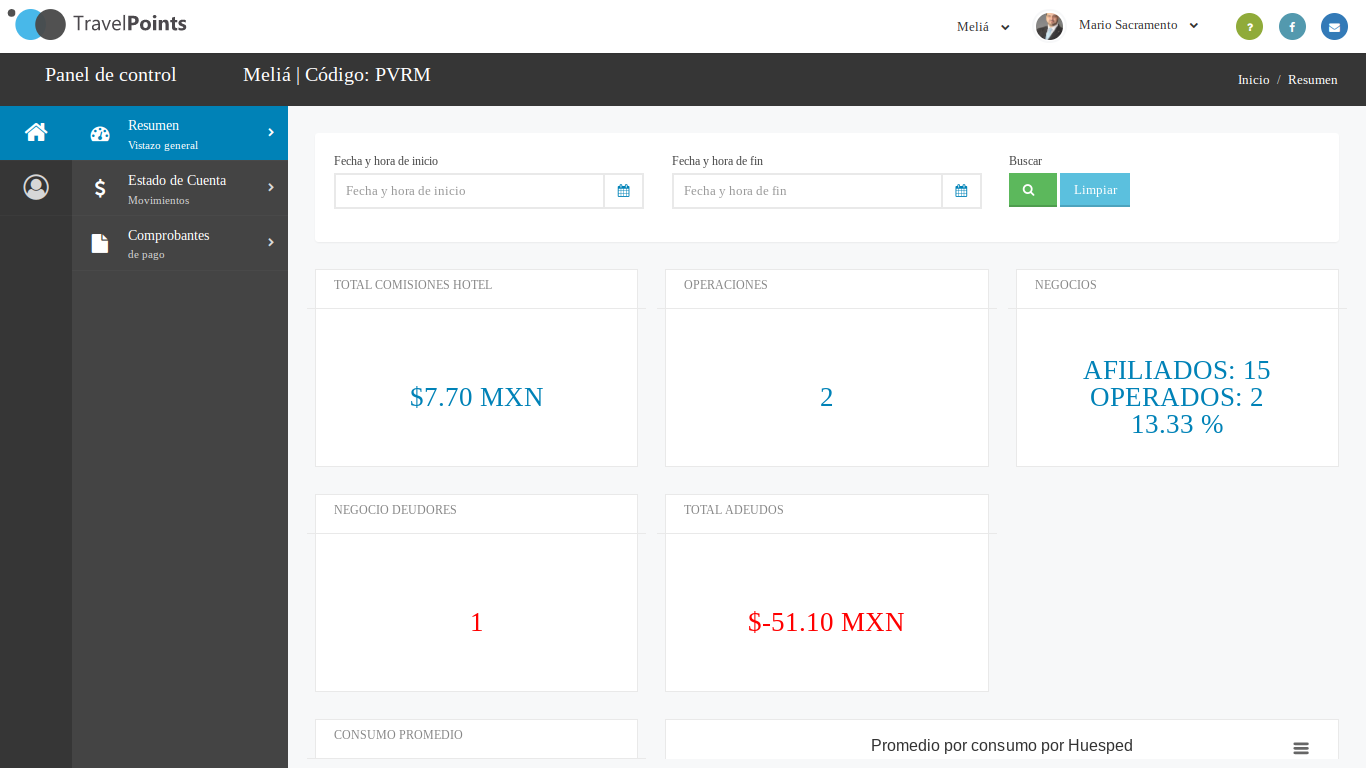 TravelPoints
Meliá
Mario Sacramento
?
Panel de control
Meliá | Código: PVRM
Inicio / Resumen
Resumen
Vistazo general
Estado de Cuenta
Movimientos
Comprobantes
de pago
Fecha y hora de inicio
Fecha y hora de fin
Buscar
Fecha y hora de inicio
Fecha y hora de fin
Limpiar
TOTAL COMISIONES HOTEL
$7.70 MXN
OPERACIONES
2
NEGOCIOS
AFILIADOS: 15
OPERADOS: 2
13.33 %
NEGOCIO DEUDORES
1
TOTAL ADEUDOS
$-51.10 MXN
CONSUMO PROMEDIO
Promedio por consumo por Huesped